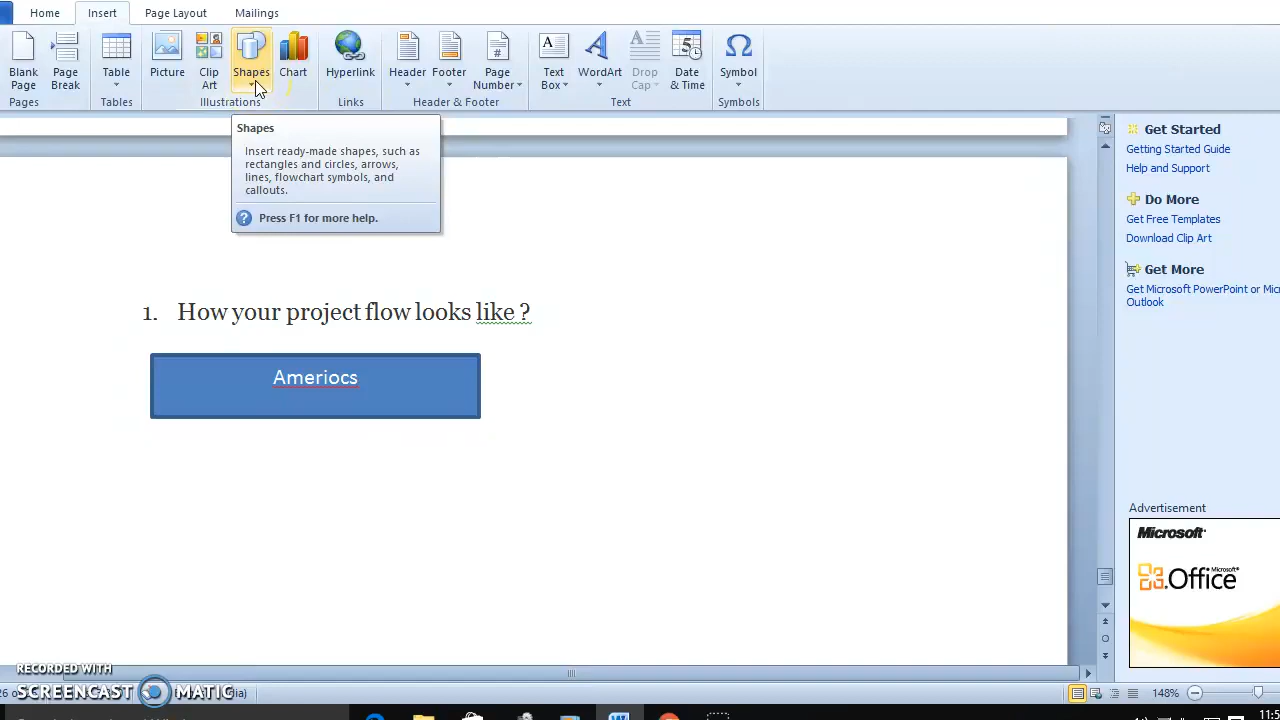 Home Insert Page Layout Mailings
Blank Page
Page Break
Table
Picture
Clip Art
Shapes
Chart
Hyperlink
Header
Footer
Page Number
Text Box
WordArt
Drop Cap
Date & Time
Symbol
Pages Tables Illustrations Links Header & Footer Text Symbols
Shapes
Insert ready-made shapes, such as
rectangles and circles, arrows,
lines, flowchart symbols, and
callouts.
Press F1 for more help.
1. How your project flow looks like ?
Ameriocs
Get Started
Getting Started Guide
Help and Support
Do More
Get Free Templates
Download Clip Art
Get More
Get Microsoft PowerPoint or
Outlook
Advertisement
Microsoft
Office
Microsoft
RECORDED WITH
SCREENCAST MATIC
148%